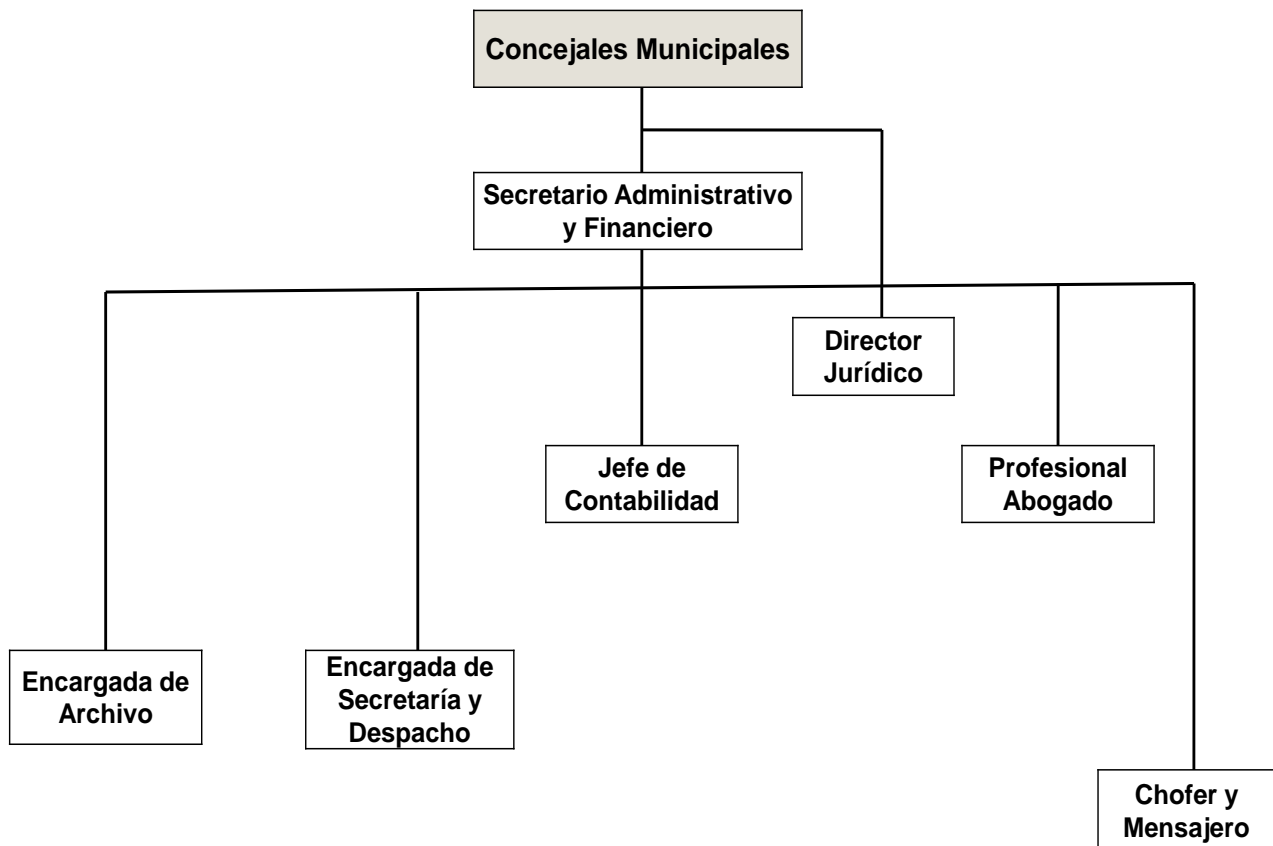 Concejales Municipales
Secretario Administrativo
y Financiero
Director
Jurídico
Jefe de
Contabilidad
Profesional
Abogado
Encargada de
Archivo
Encargada de
Secretaría y
Despacho
Chofer y
Mensajero